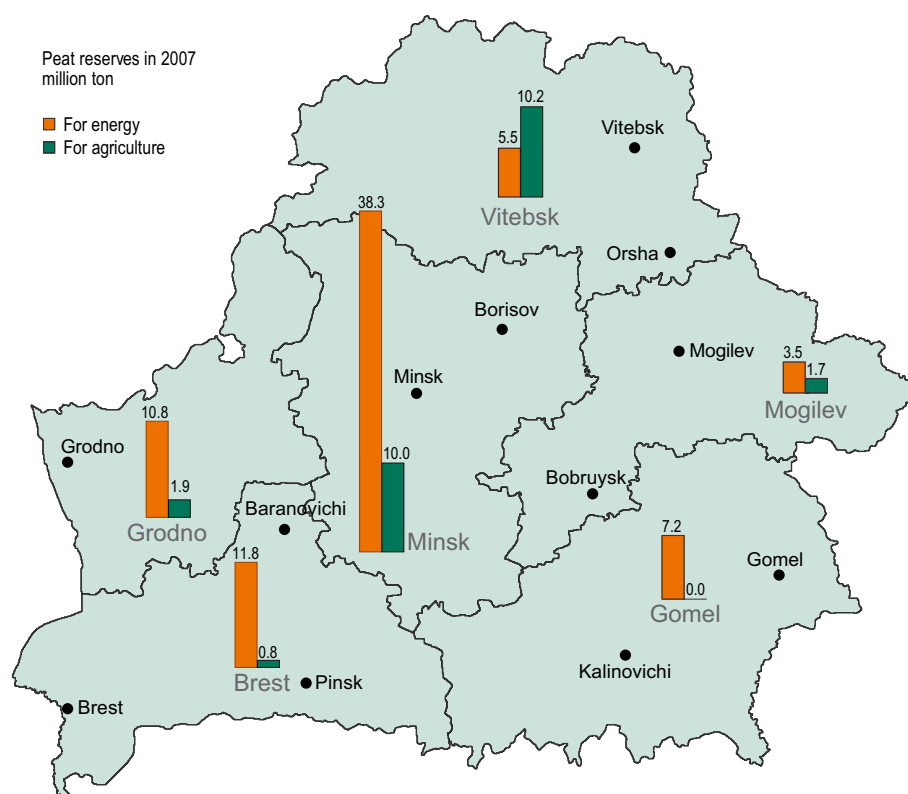 Peat reserves in 2007
million ton
For energy
For agriculture
10.2
5.5
Vitebsk
Vitebsk
38.3
Orsha
Borisov
Mogilev
3.5
1.7
Mogilev
Minsk
10.8
Grodno
1.9
Grodno
10.0
Minsk
Baranovichi
Bobruysk
11.8
0.8
Brest
Pinsk
Brest
7.2
0.0
Gomel
Gomel
Kalinovichi